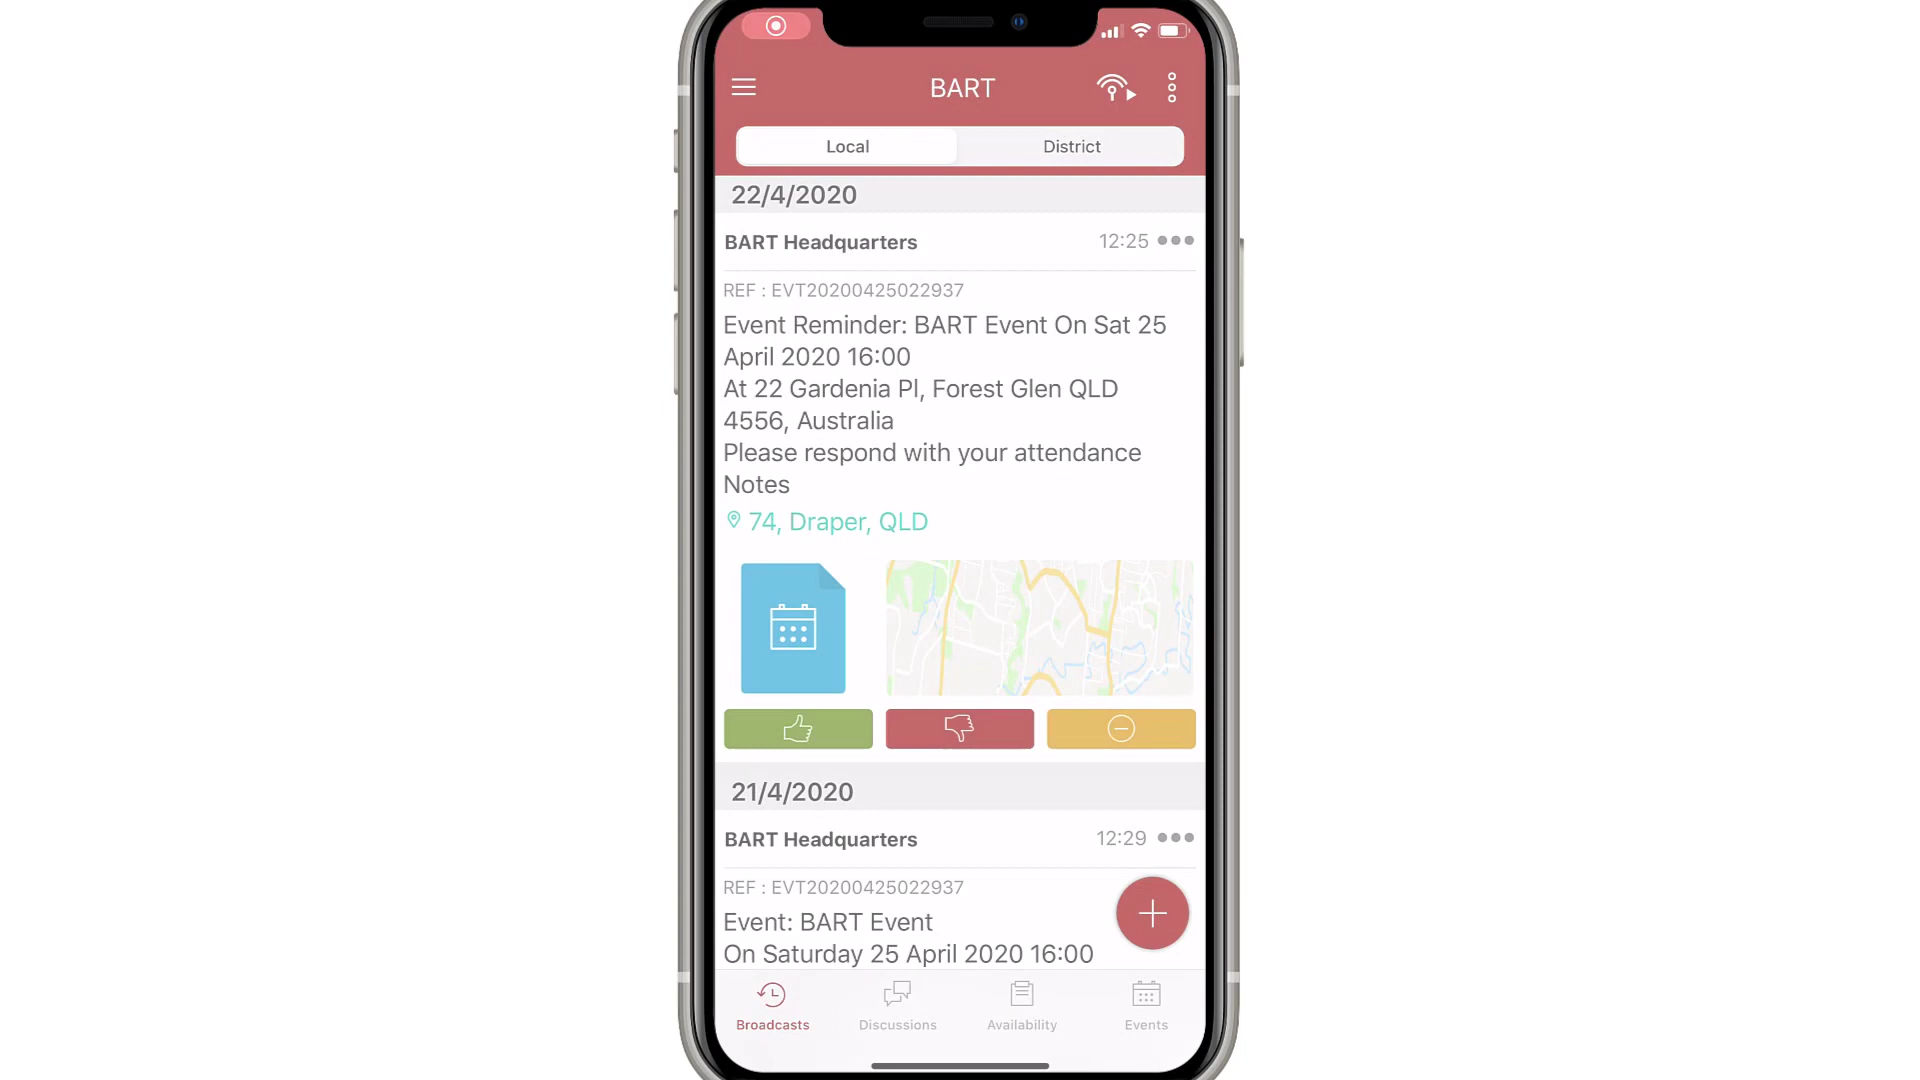 BART
Local
District
22/4/2020
BART Headquarters
12:25
REF : EVT20200425022937
Event Reminder: BART Event On Sat 25
April 2020 16:00
At 22 Gardenia Pl, Forest Glen QLD
4556, Australia
Please respond with your attendance
Notes
74, Draper, QLD
21/4/2020
BART Headquarters
12:29
REF : EVT20200425022937
Event: BART Event
On Saturday 25 April 2020 16:00
Broadcasts
Discussions
Availability
Events